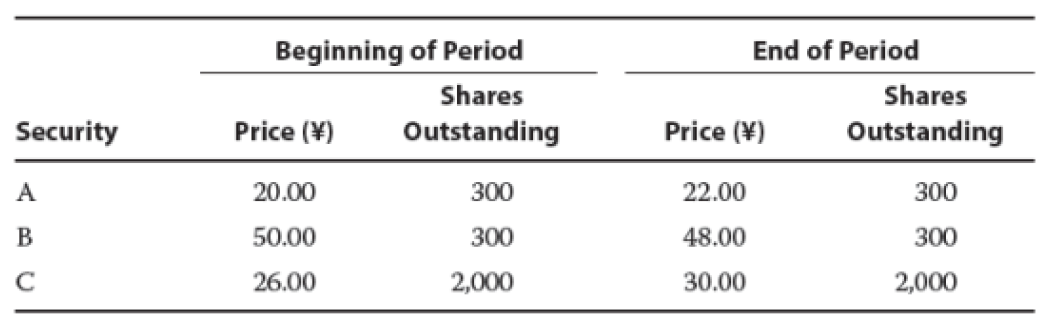 Beginning of Period End of Period
Shares Shares
Security Price (¥) Outstanding Price (¥) Outstanding
A 20.00 300 22.00 300
B 50.00 300 48.00 300
C 26.00 2,000 30.00 2,000